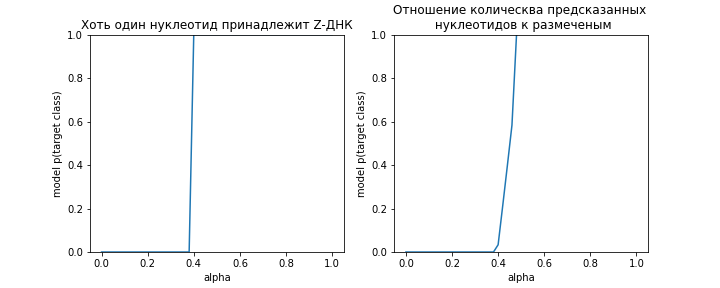 Хоть один нуклеотид принадлежит Z-ДНК
1.0
0.8
0.6
0.4
0.2
0.0
model p(target class)
0.0 0.2 0.4 0.6 0.8 1.0
alpha
Отношение колическва предсказанных
нуклеотидов к размеченым
1.0
0.8
0.6
0.4
0.2
0.0
model p(target class)
0.0 0.2 0.4 0.6 0.8 1.0
alpha